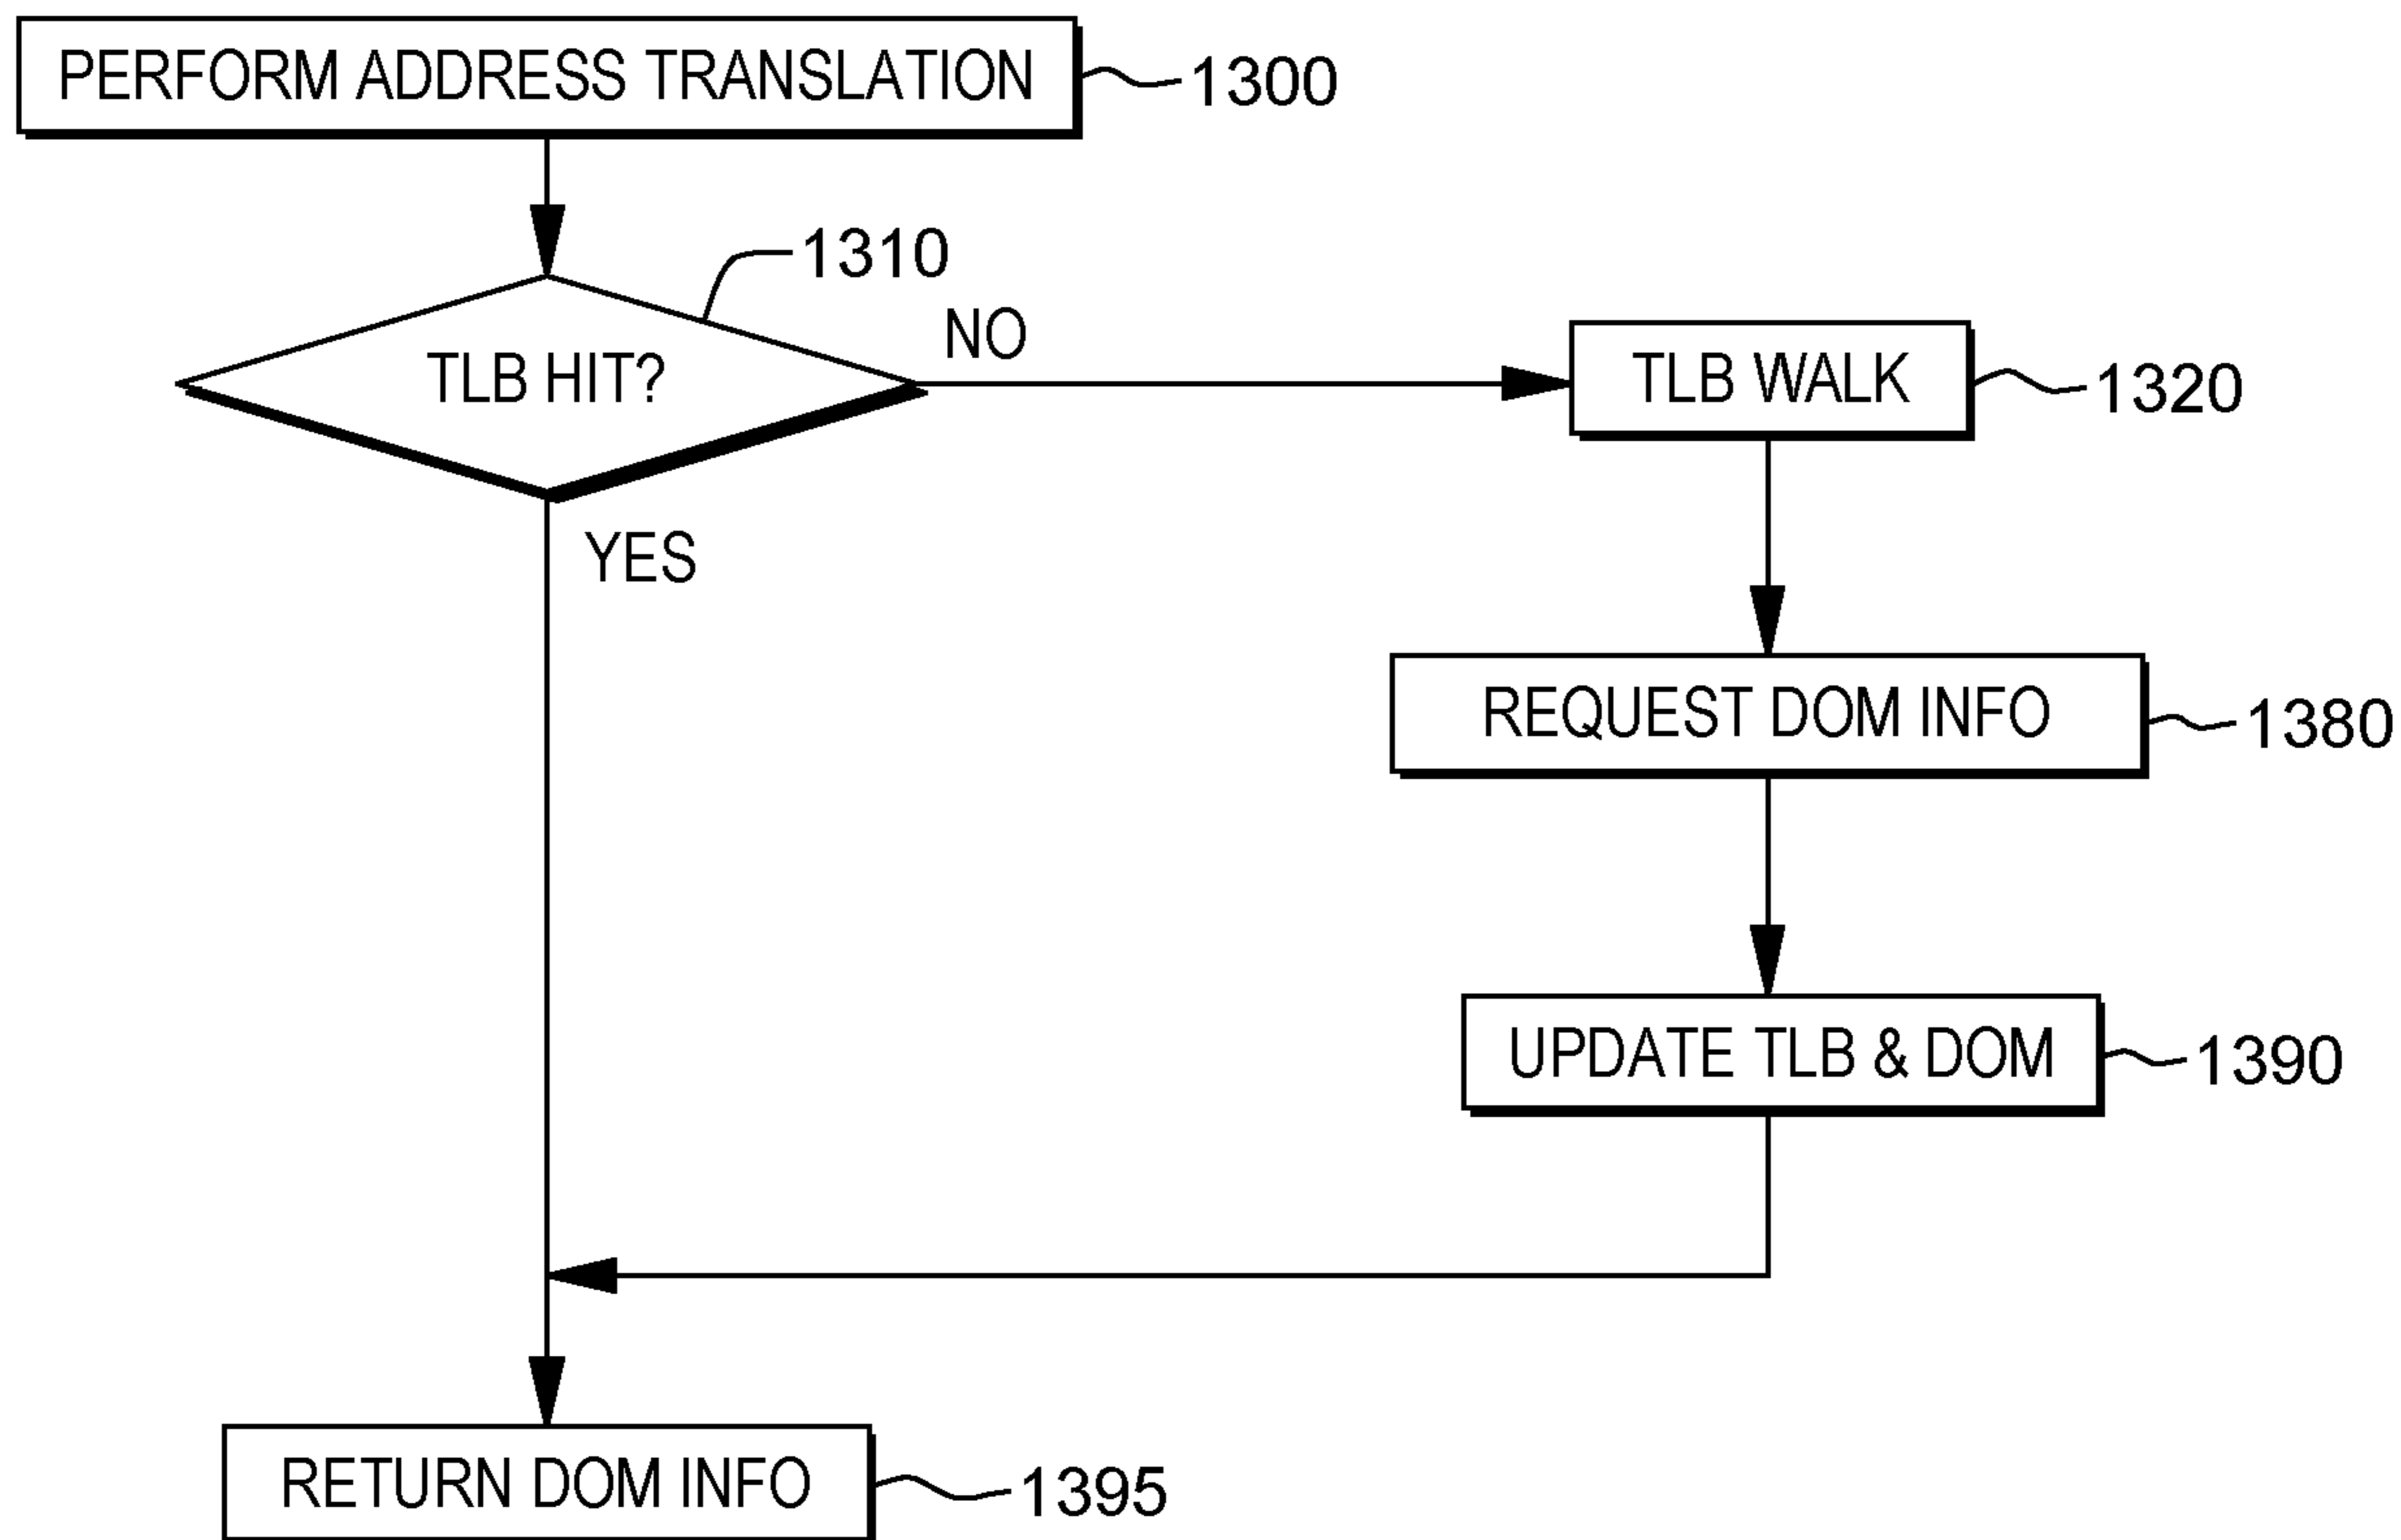 PERFORM ADDRESS TRANSLATION
1300
1310
TLB HIT?
NO
TLB WALK
1320
YES
REQUEST DOM INFO
1380
UPDATE TLB & DOM
1390
RETURN DOM INFO
1395